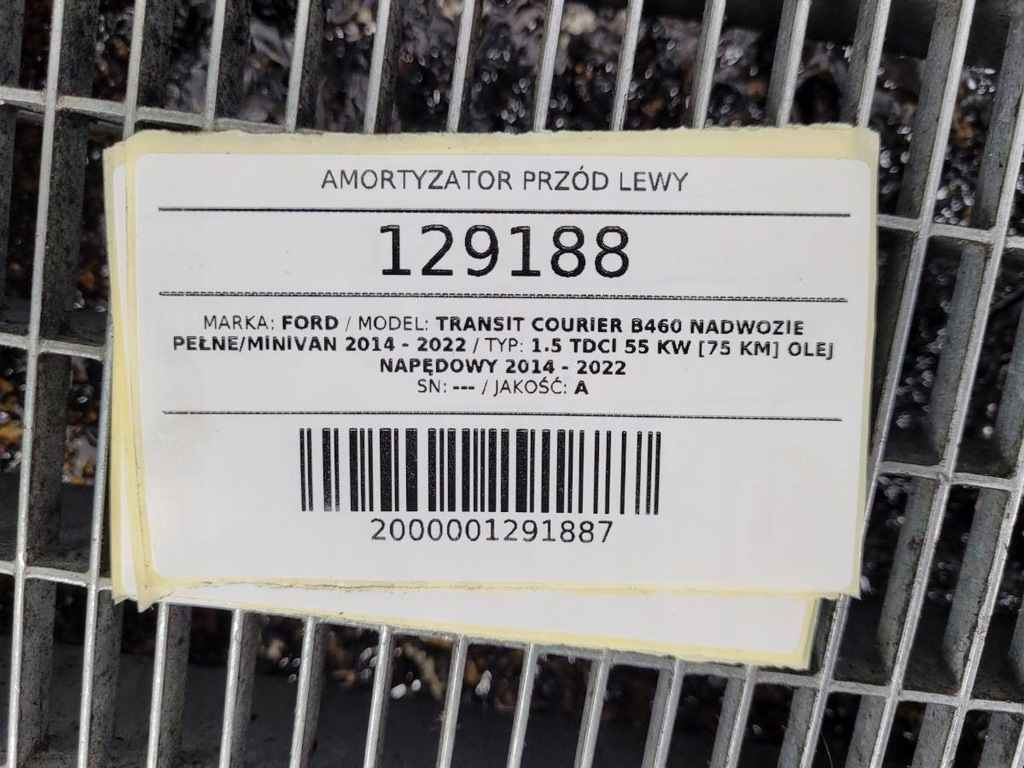 AMORTYZATOR PRZÓD LEWY
129188
MARKA: FORD / MODEL: TRANSIT COURIER B460 NADWOZIE
PEŁNE/MINIVAN 2014 - 2022 / TYP: 1.5 TDCI 55 KW [75 KM] OLEJ
NAPĘDOWY 2014 - 2022
SN: --- / JAKOŚĆ: A
2000001291887